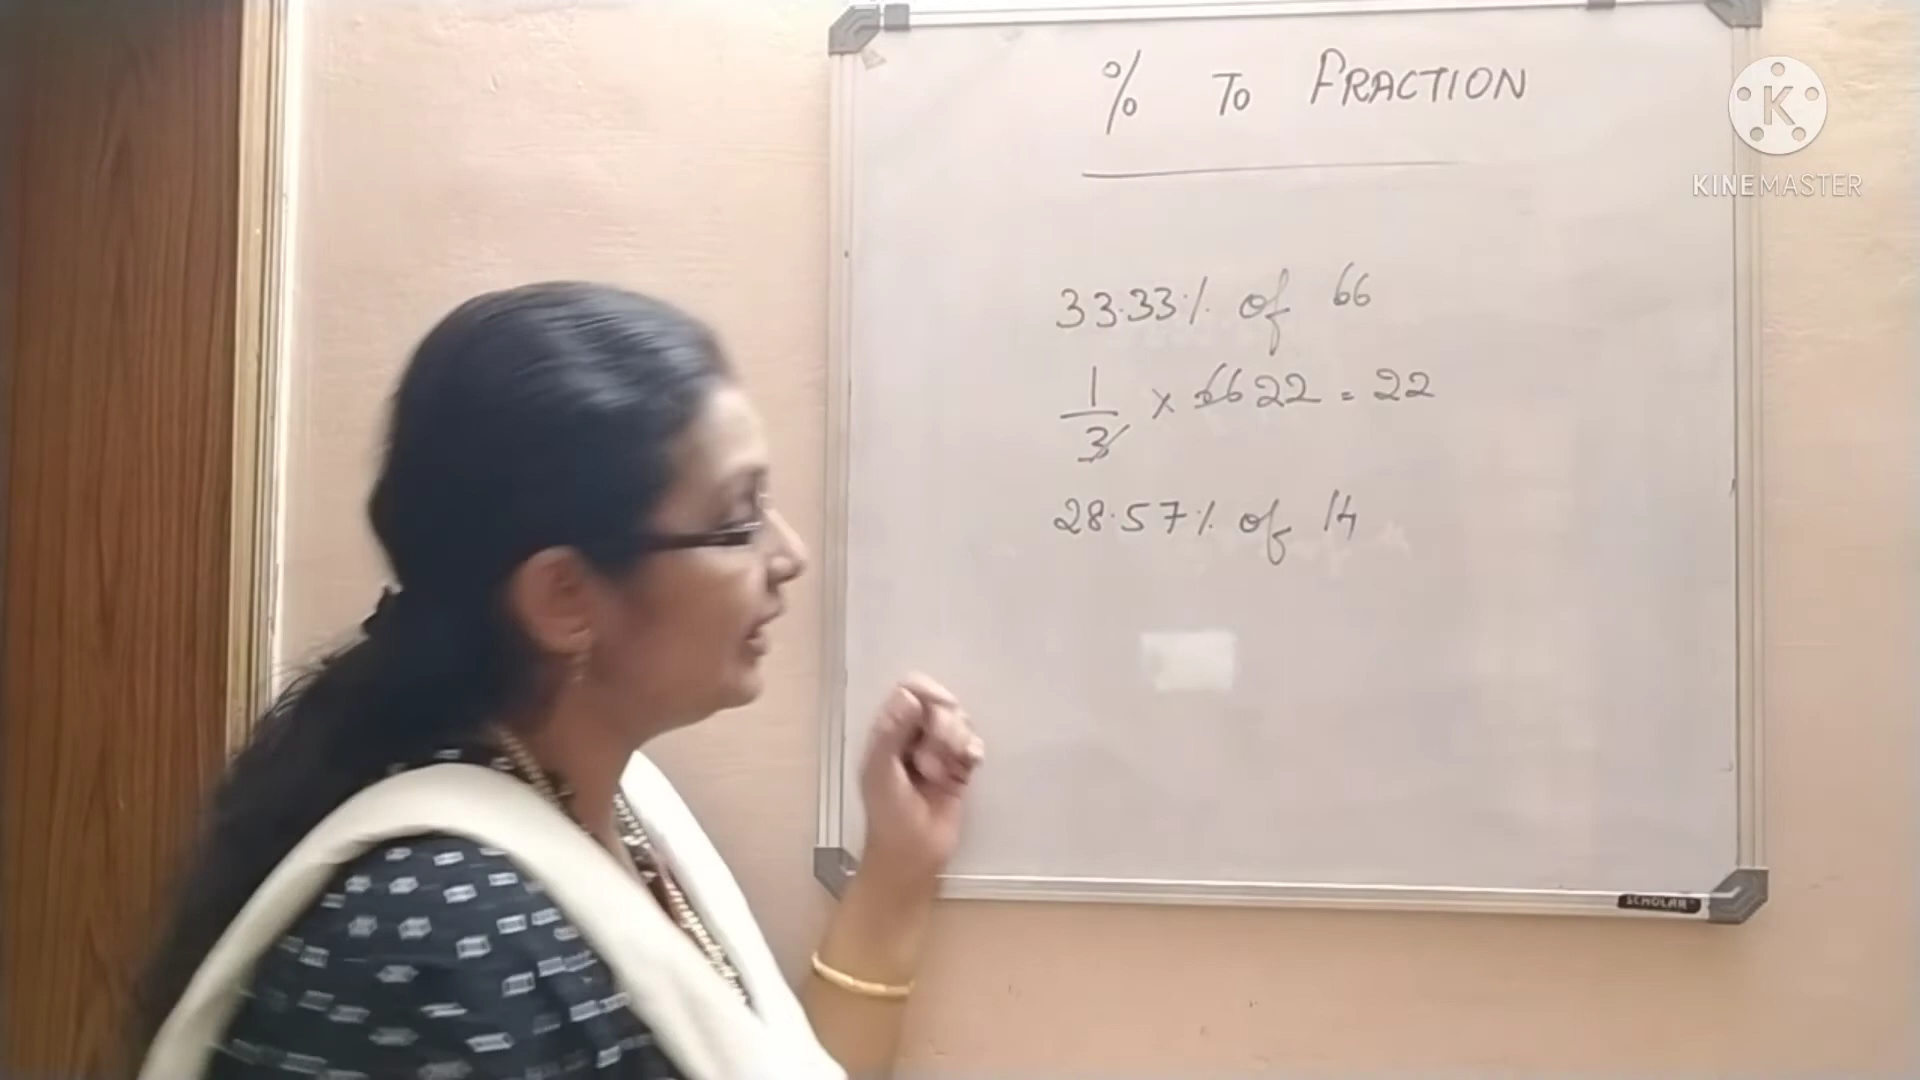 % TO FRACTION
K
KINEMASTER
33.33% of 66
1/3 × 66 22 = 22
28.57% of 14
SCHOLAR